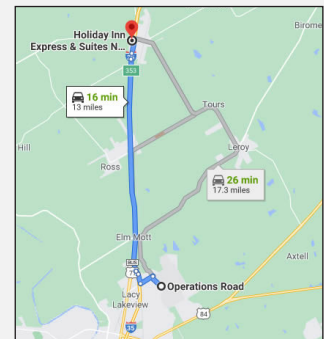 Birome
Holiday Inn
Express & Suites N...
353
16 min
13 miles
Tours
Hill
Ross
Leroy
26 min
17.3 miles
Elm Mott
Axtell
Operations Road
Lacy
Lakeview
84
35